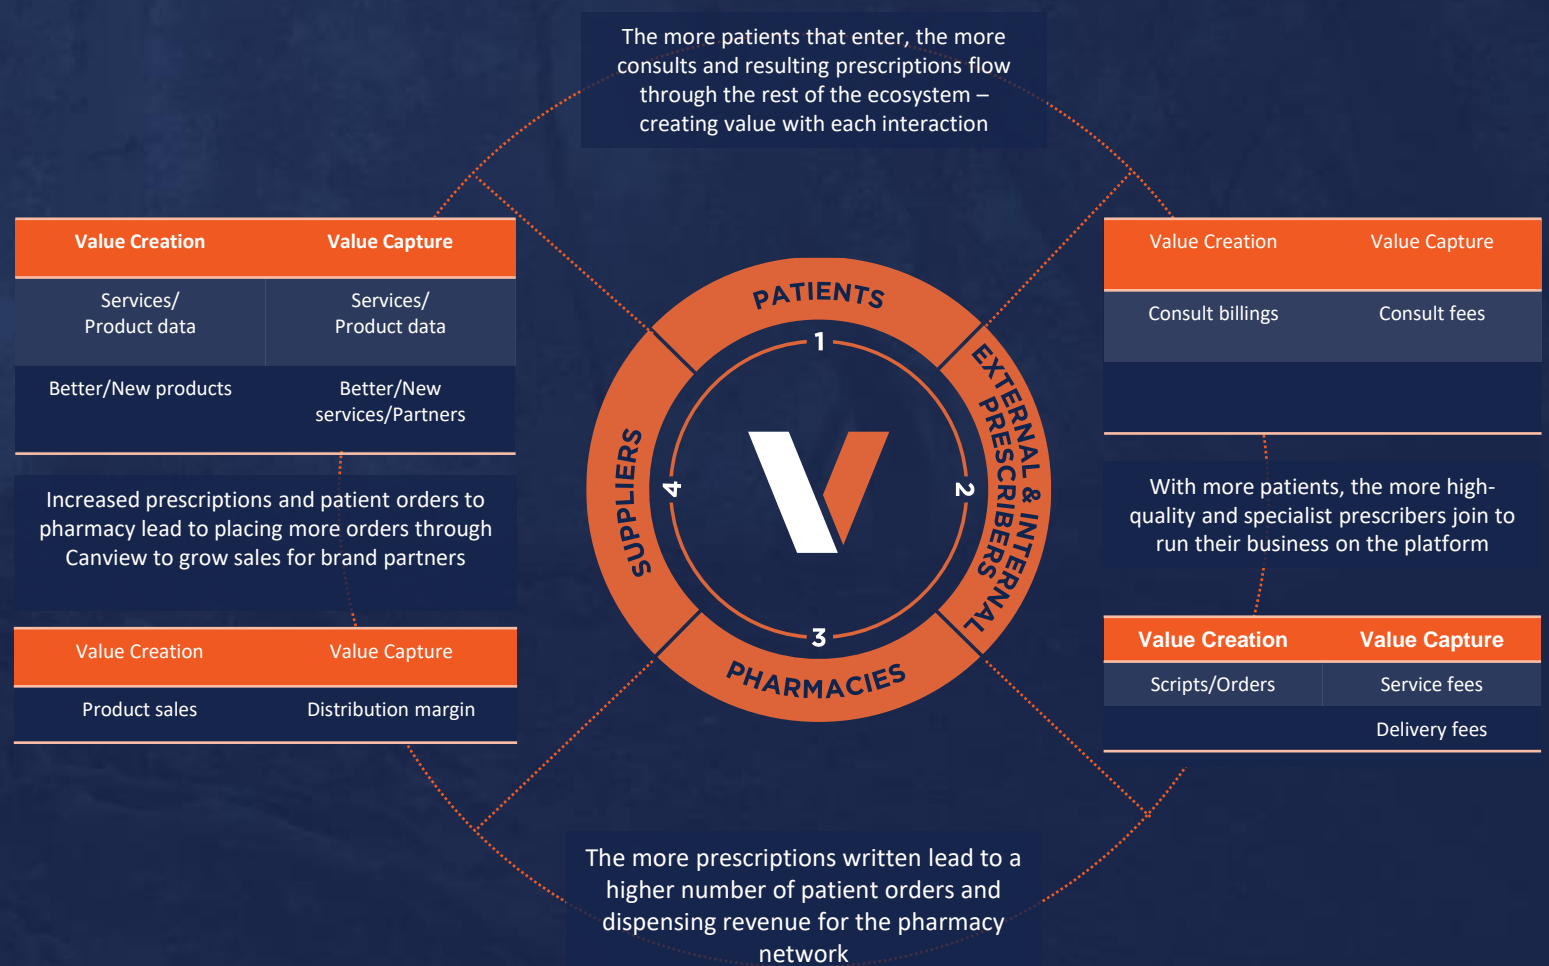 The more patients that enter, the more
consults and resulting prescriptions flow
through the rest of the ecosystem –
creating value with each interaction
Value Creation Value Capture
Services/ Services/
Product data Product data
Better/New products Better/New
services/Partners
Value Creation Value Capture
Consult billings Consult fees
PATIENTS
1
EXTERNAL & INTERNAL
PRESCRIBERS
2
3
PHARMACIES
4
SUPPLIERS
Increased prescriptions and patient orders to
pharmacy lead to placing more orders through
Canview to grow sales for brand partners
With more patients, the more high-
quality and specialist prescribers join to
run their business on the platform
Value Creation Value Capture
Product sales Distribution margin
Value Creation Value Capture
Scripts/Orders Service fees
Delivery fees
The more prescriptions written lead to a
higher number of patient orders and
dispensing revenue for the pharmacy
network